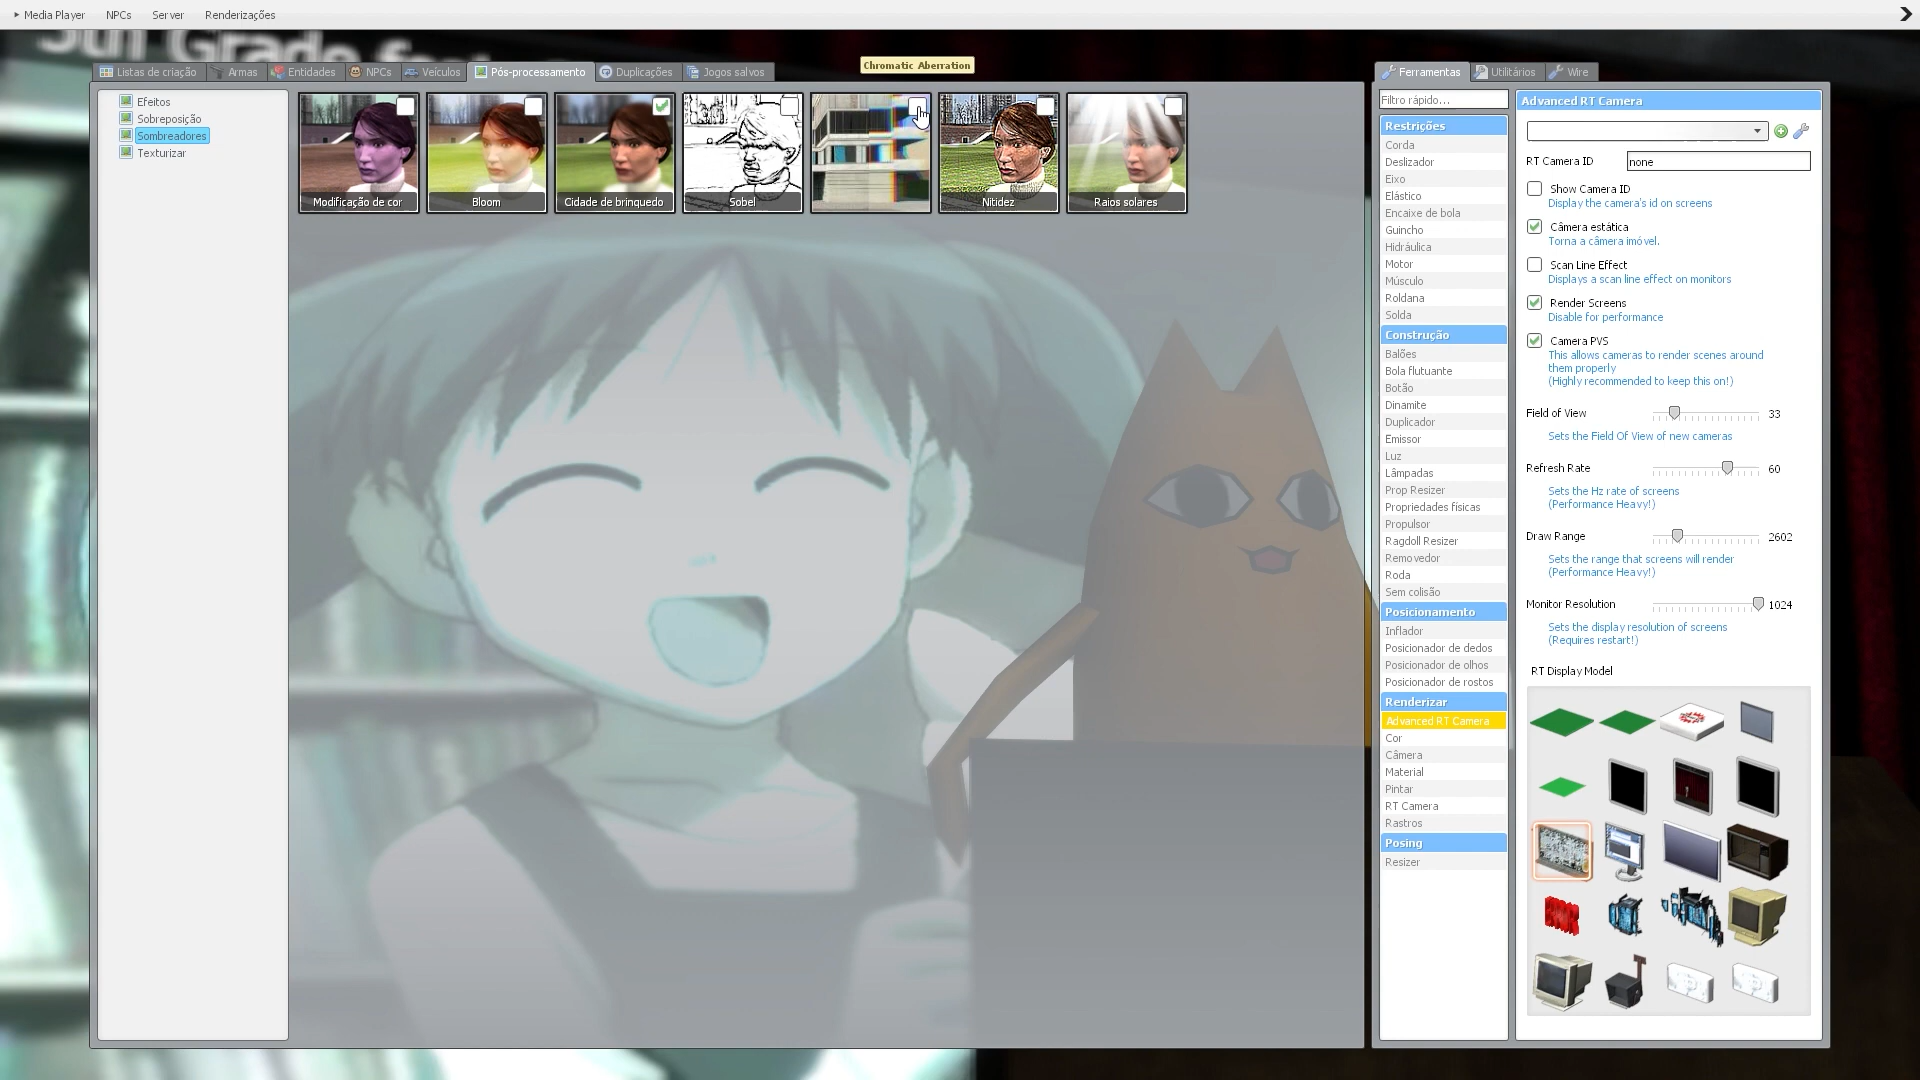 Media Player
NPCs
Server
Renderizações
Sun Grade
Listas de criação
Armas
Entidades
NPCs
Veículos
Pós-processamento
Duplicações
Jogos salvos
Chromatic Aberration
Efeitos
Sobreposição
Sombreadores
Texturizar
Modificação de cor
Bloom
Cidade de brinquedo
Sobel
Nitidez
Raios solares
Ferramentas
Utilitários
Wire
Filtro rápido...
Restrições
Corda
Deslizador
Eixo
Elástico
Encaixe de bola
Guincho
Hidráulica
Motor
Músculo
Roldana
Solda
Construção
Balões
Bola flutuante
Botão
Dinamite
Duplicador
Emissor
Luz
Lâmpadas
Prop Resizer
Propriedades físicas
Propulsor
Ragdoll Resizer
Removedor
Roda
Sem colisão
Posicionamento
Inflador
Posicionador de dedos
Posicionador de olhos
Posicionador de rostos
Renderizar
Advanced RT Camera
Cor
Câmera
Material
Pintar
RT Camera
Rastros
Posing
Resizer
Advanced RT Camera
RT Camera ID
none
Show Camera ID
Display the camera's id on screens
Câmera estática
Torna a câmera imóvel.
Scan Line Effect
Displays a scan line effect on monitors
Render Screens
Disable for performance
Camera PVS
This allows cameras to render scenes around
them properly
(Highly recommended to keep this on!)
Field of View
33
Sets the Field Of View of new cameras
Refresh Rate
60
Sets the Hz rate of screens
(Performance Heavy!)
Draw Range
2602
Sets the range that screens will render
(Performance Heavy!)
Monitor Resolution
1024
Sets the display resolution of screens
(Requires restart!)
RT Display Model